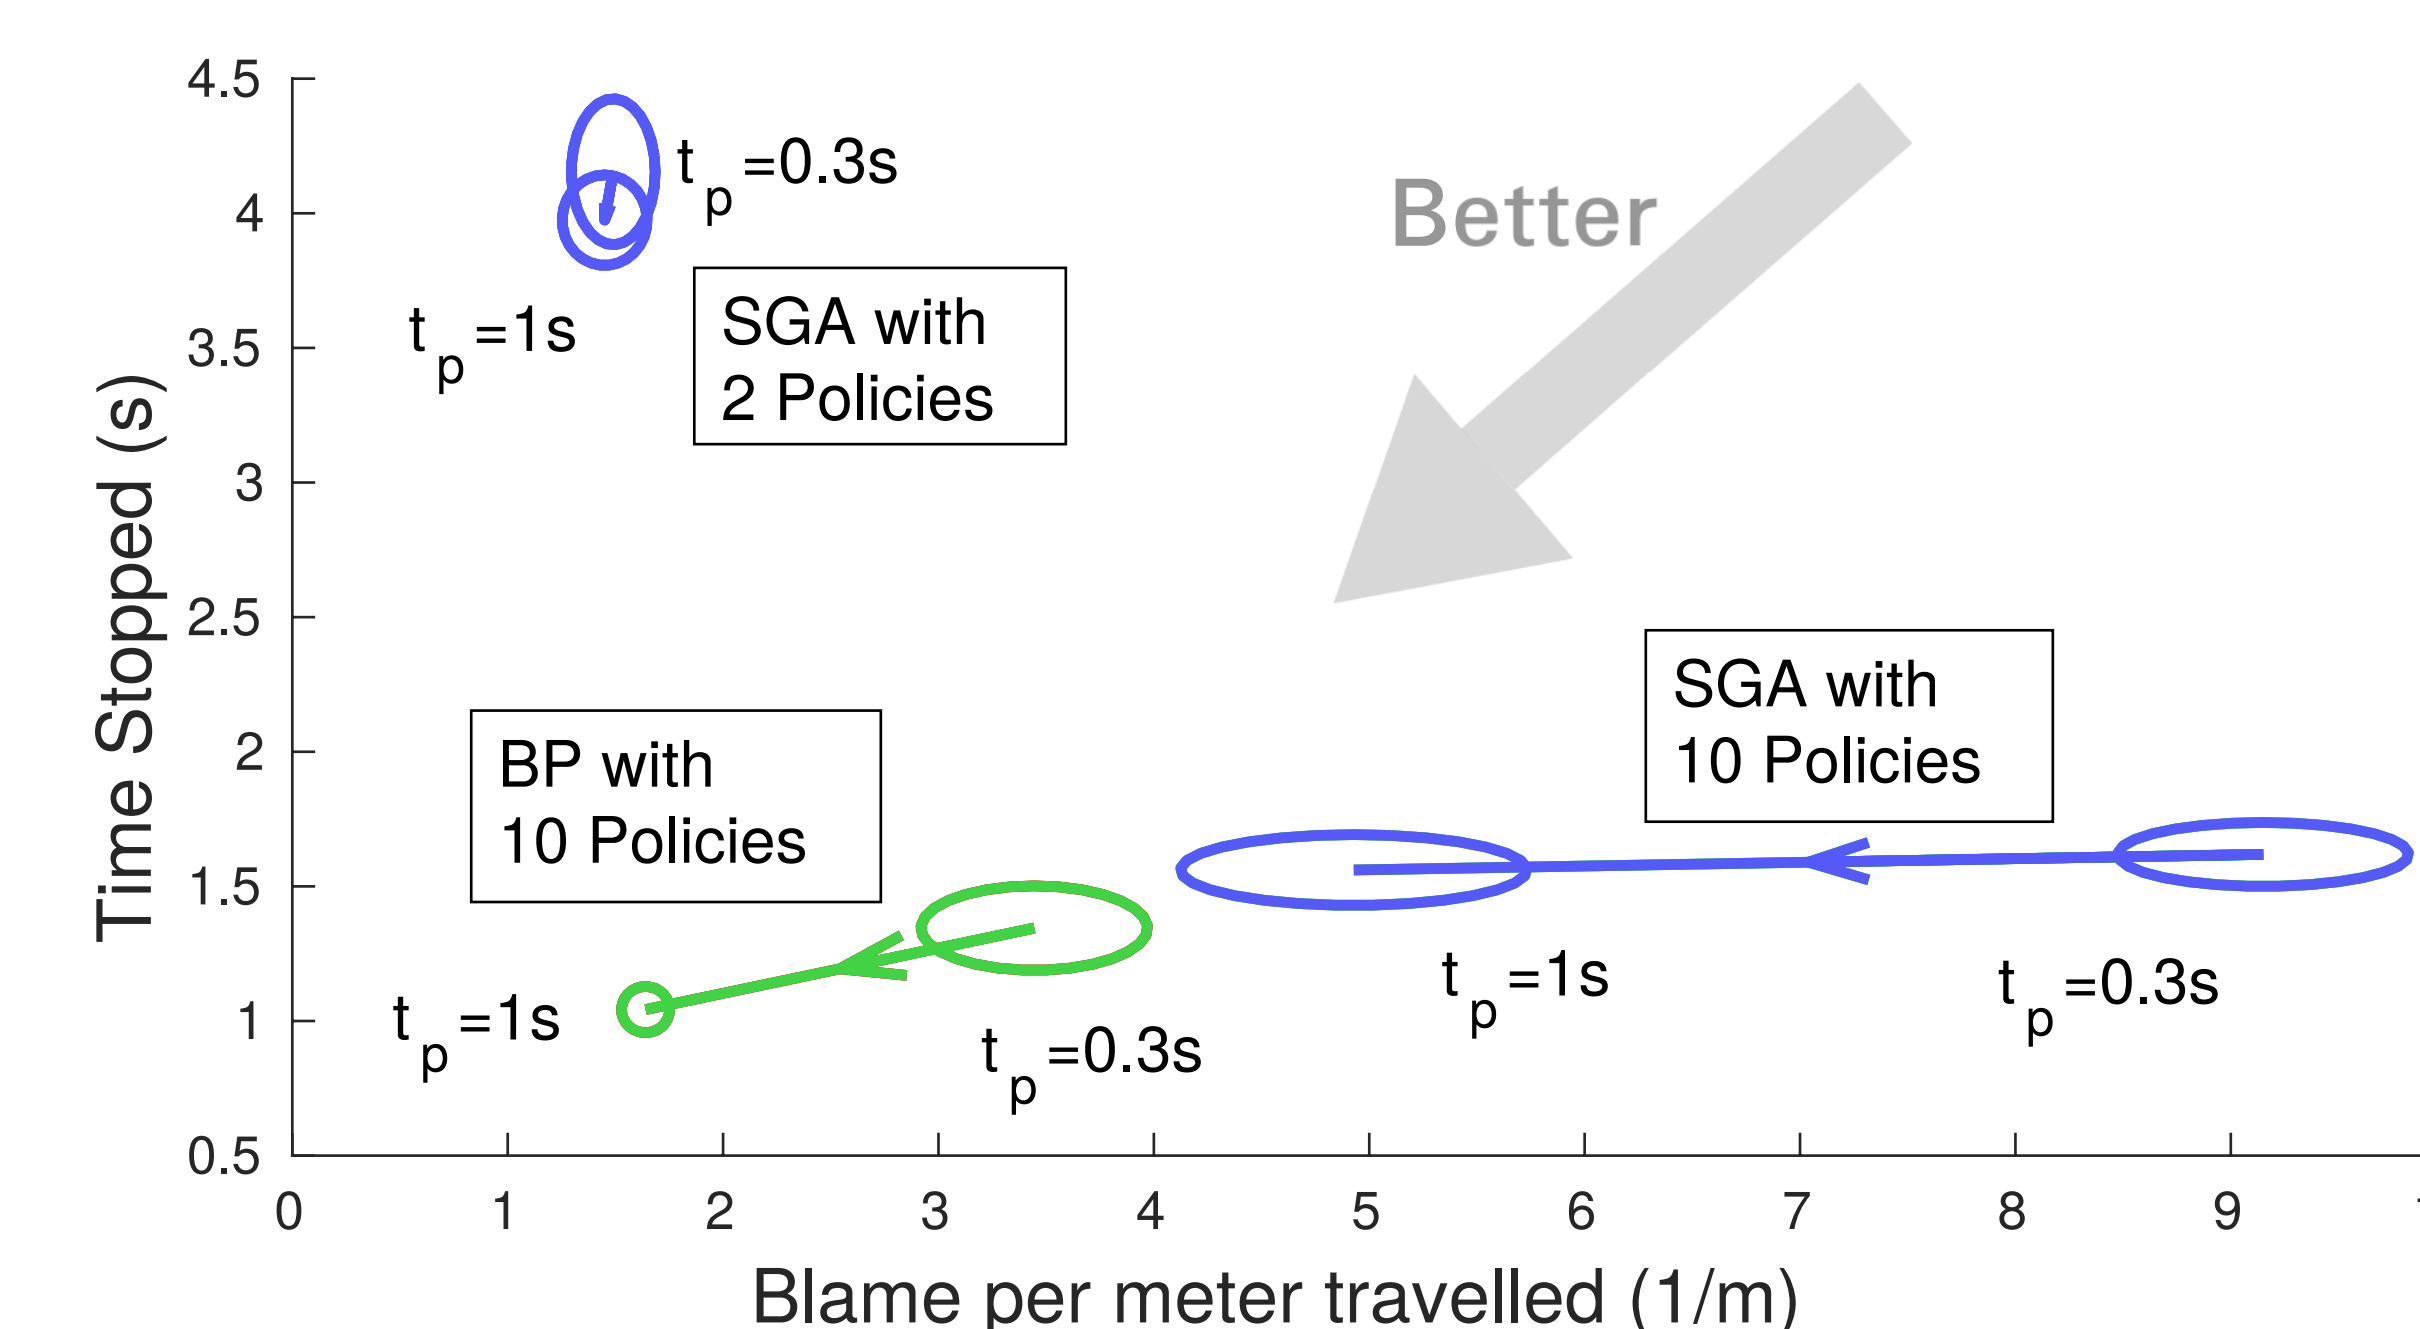 4.5
4
3.5
3
2.5
2
1.5
1
0.5
Time Stopped (s)
t p =0.3s
t p =1s
SGA with
2 Policies
Better
SGA with
10 Policies
BP with
10 Policies
t p =1s
t p =0.3s
t p =1s
t p =0.3s
0 1 2 3 4 5 6 7 8 9
Blame per meter travelled (1/m)